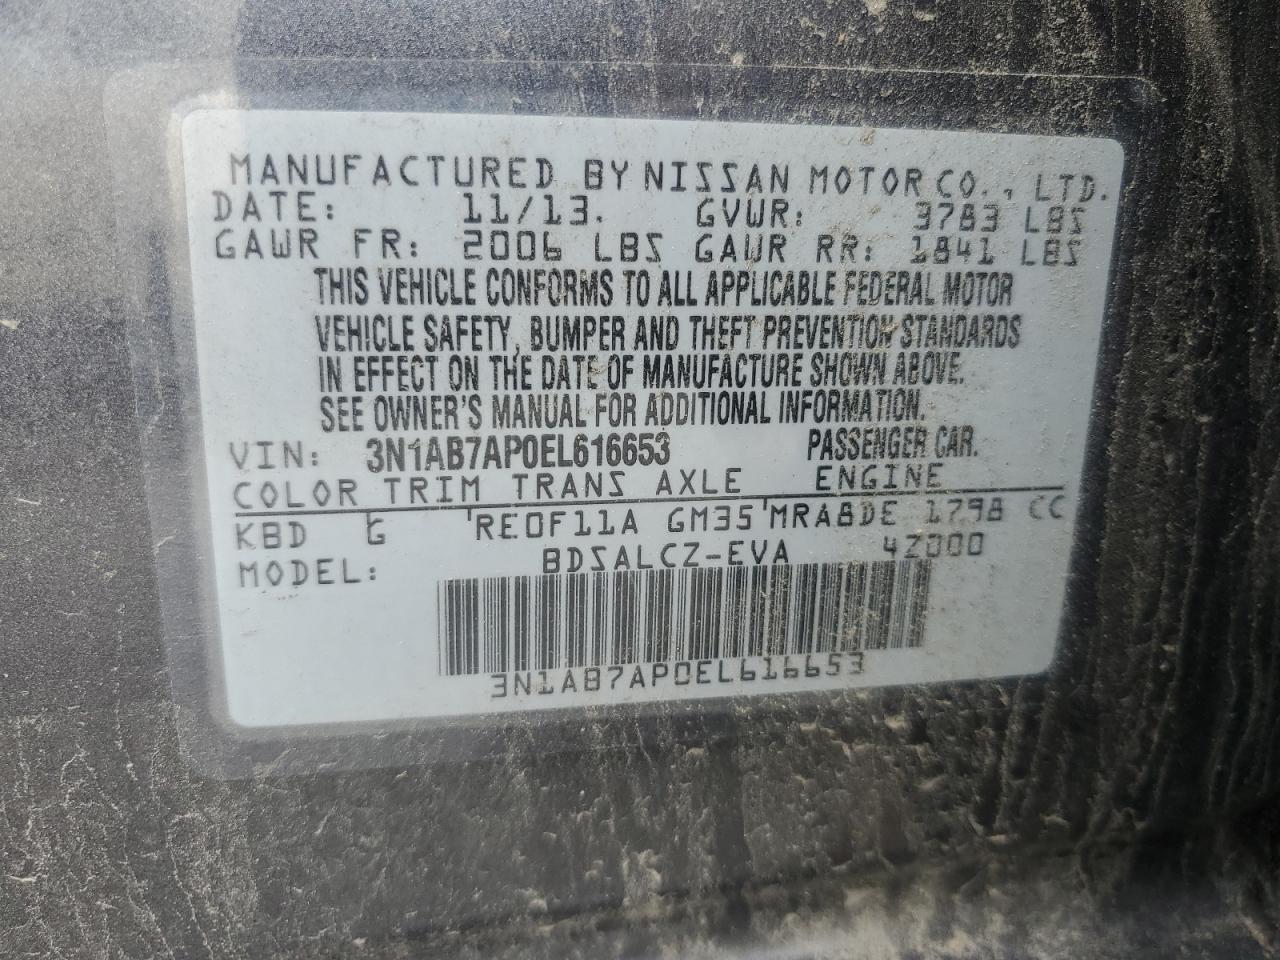 MANUFACTURED BY NISSAN MOTOR CO., LTD.
DATE: 11/13. GVWR: 3783 LBS
GAWR FR: 2006 LBS GAWR RR: 1841 LBS
THIS VEHICLE CONFORMS TO ALL APPLICABLE FEDERAL MOTOR
VEHICLE SAFETY, BUMPER AND THEFT PREVENTION STANDARDS
IN EFFECT ON THE DATE OF MANUFACTURE SHOWN ABOVE.
SEE OWNER'S MANUAL FOR ADDITIONAL INFORMATION.
VIN: 3N1AB7AP0EL616653 PASSENGER CAR.
COLOR TRIM TRANS AXLE ENGINE
KBD G RE0F11A GM35 MRA8DE 1798 CC
MODEL: BDSALCZ-EVA 42000
3N1AB7AP0EL616653